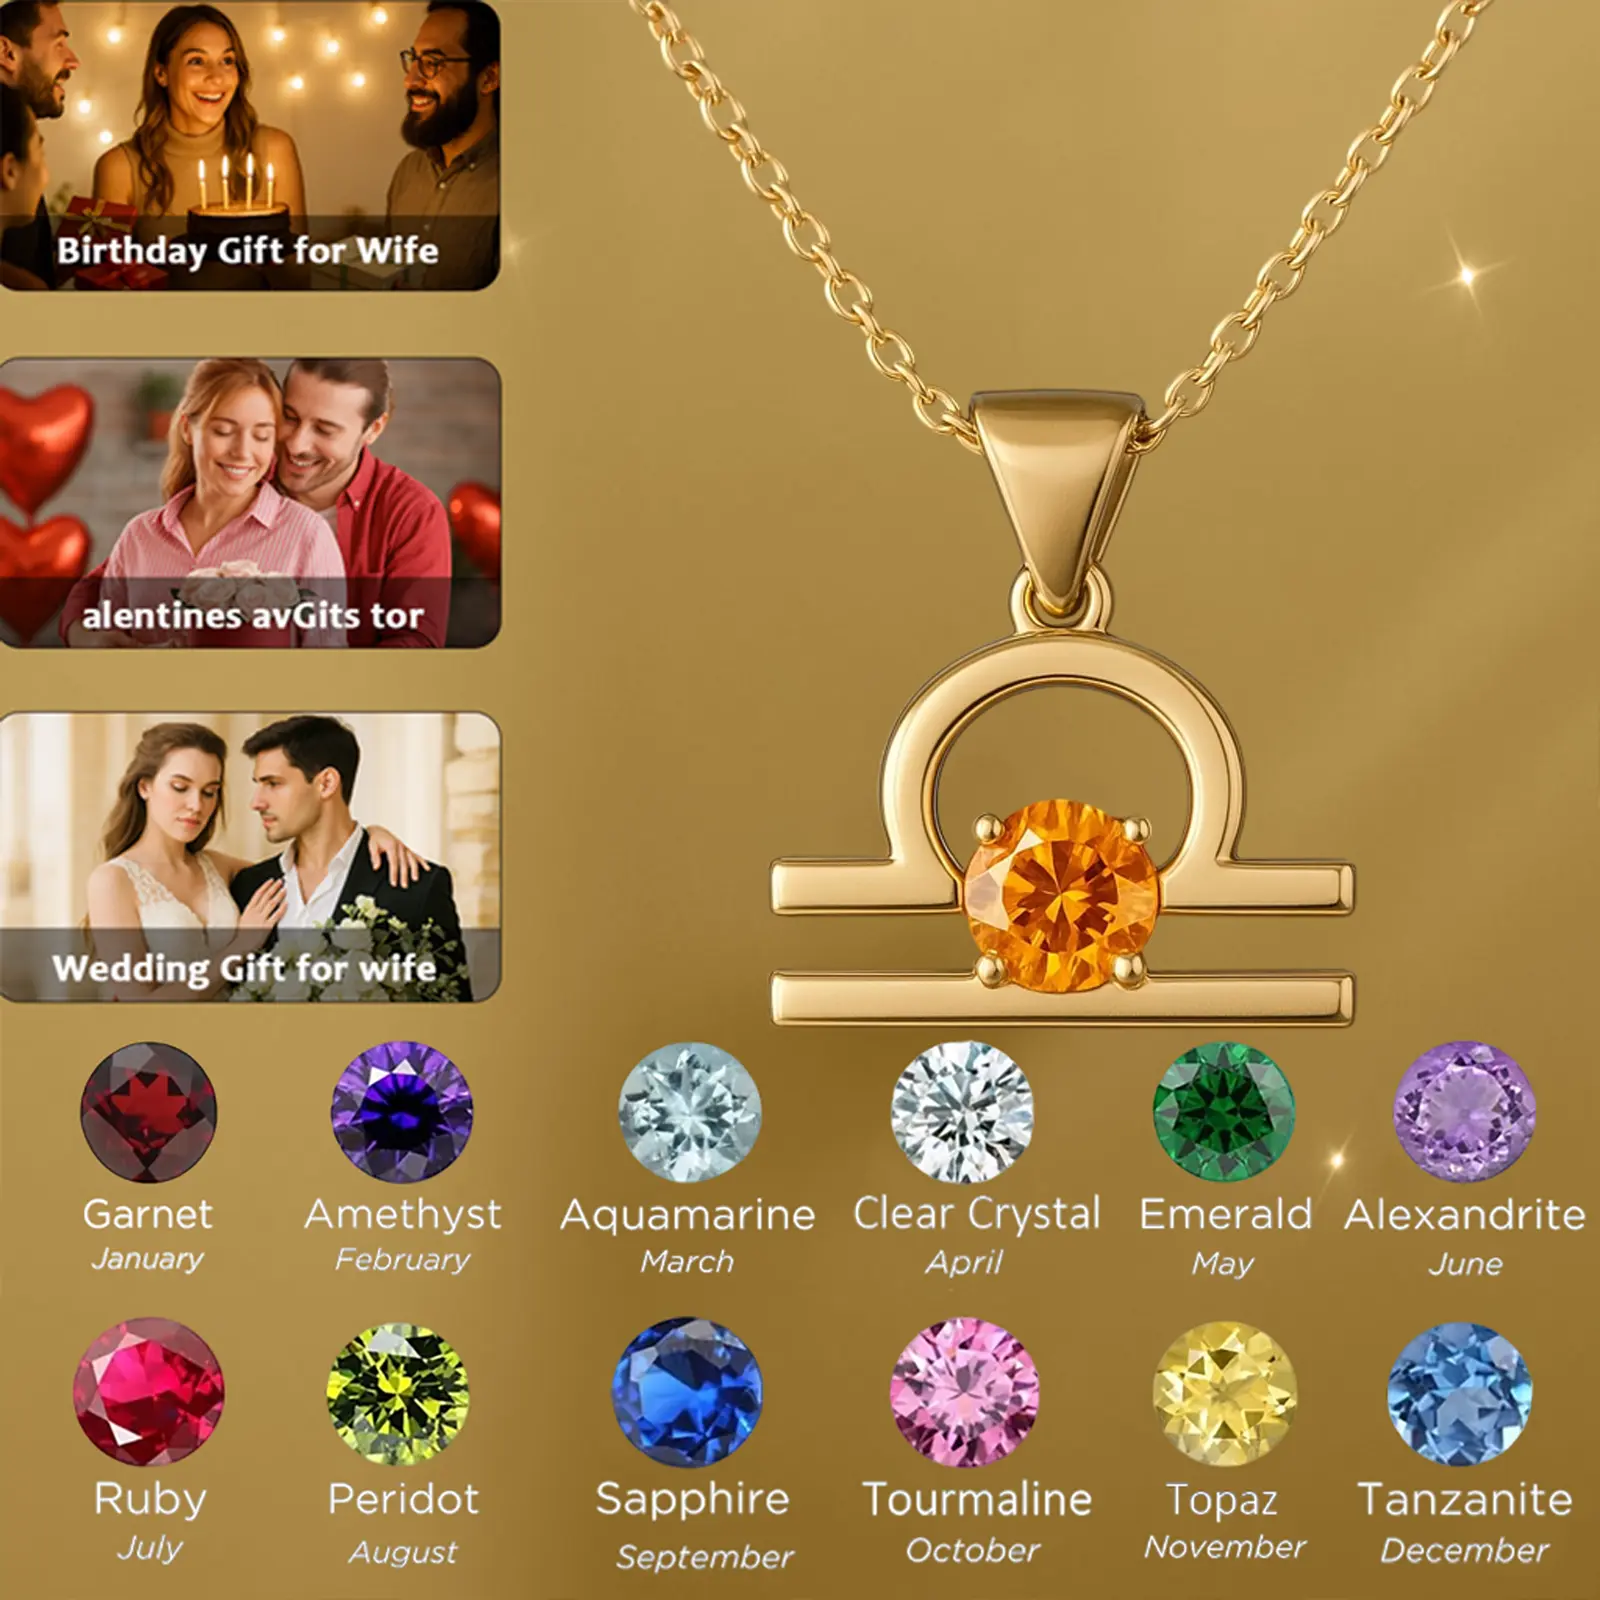 Birthday Gift for Wife
alentines avGits tor
Wedding Gift for wife
Garnet
January
Amethyst
February
Aquamarine
March
Clear Crystal
April
Emerald
May
Alexandrite
June
Ruby
July
Peridot
August
Sapphire
September
Tourmaline
October
Topaz
November
Tanzanite
December